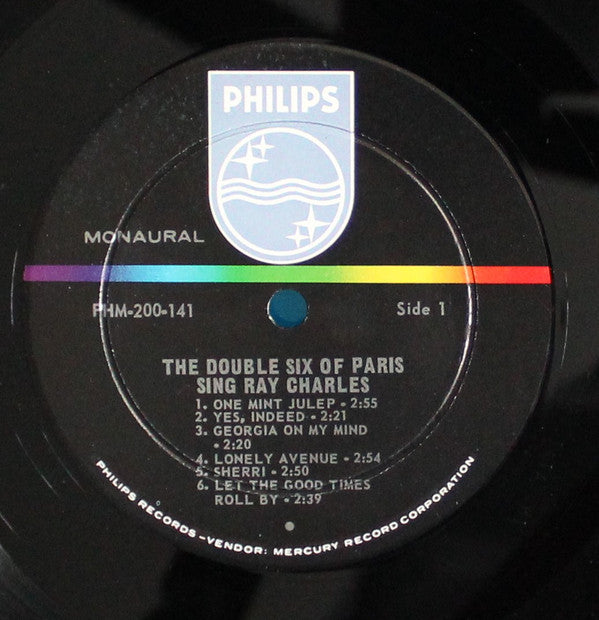 PHILIPS
MONAURAL
PHM-200-141
Side 1
THE DOUBLE SIX OF PARIS
SING RAY CHARLES
1. ONE MINT JULEP • 2:55
2. YES, INDEED • 2:21
3. GEORGIA ON MY MIND
• 2:20
4. LONELY AVENUE • 2:54
5. SHERRI • 2:50
6. LET THE GOOD TIMES
ROLL BY • 2:39
PHILIPS RECORDS—VENDOR: MERCURY RECORD CORPORATION